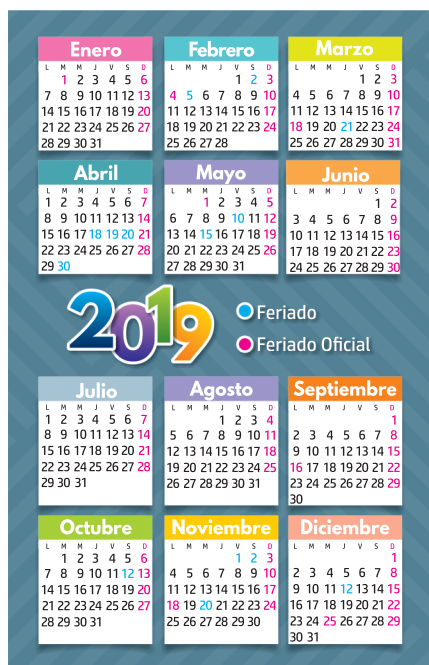 Enero
L M M J V S D
1 2 3 4 5 6
7 8 9 10 11 12 13
14 15 16 17 18 19 20
21 22 23 24 25 26 27
28 29 30 31
Febrero
L M M J V S D
1 2 3
4 5 6 7 8 9 10
11 12 13 14 15 16 17
18 19 20 21 22 23 24
25 26 27 28
Marzo
L M M J V S D
1 2 3
4 5 6 7 8 9 10
11 12 13 14 15 16 17
18 19 20 21 22 23 24
25 26 27 28 29 30 31
Abril
L M M J V S D
1 2 3 4 5 6 7
8 9 10 11 12 13 14
15 16 17 18 19 20 21
22 23 24 25 26 27 28
29 30
Mayo
L M M J V S D
1 2 3 4 5
6 7 8 9 10 11 12
13 14 15 16 17 18 19
20 21 22 23 24 25 26
27 28 29 30 31
Junio
L M M J V S D
1 2
3 4 5 6 7 8 9
10 11 12 13 14 15 16
17 18 19 20 21 22 23
24 25 26 27 28 29 30
2019
Feriado
Feriado Oficial
Julio
L M M J V S D
1 2 3 4 5 6 7
8 9 10 11 12 13 14
15 16 17 18 19 20 21
22 23 24 25 26 27 28
29 30 31
Agosto
L M M J V S D
1 2 3 4
5 6 7 8 9 10 11
12 13 14 15 16 17 18
19 20 21 22 23 24 25
26 27 28 29 30 31
Septiembre
L M M J V S D
1
2 3 4 5 6 7 8
9 10 11 12 13 14 15
16 17 18 19 20 21 22
23 24 25 26 27 28 29
30
Octubre
L M M J V S D
1 2 3 4 5 6
7 8 9 10 11 12 13
14 15 16 17 18 19 20
21 22 23 24 25 26 27
28 29 30 31
Noviembre
L M M J V S D
1 2 3
4 5 6 7 8 9 10
11 12 13 14 15 16 17
18 19 20 21 22 23 24
25 26 27 28 29 30
Diciembre
L M M J V S D
1
2 3 4 5 6 7 8
9 10 11 12 13 14 15
16 17 18 19 20 21 22
23 24 25 26 27 28 29
30 31